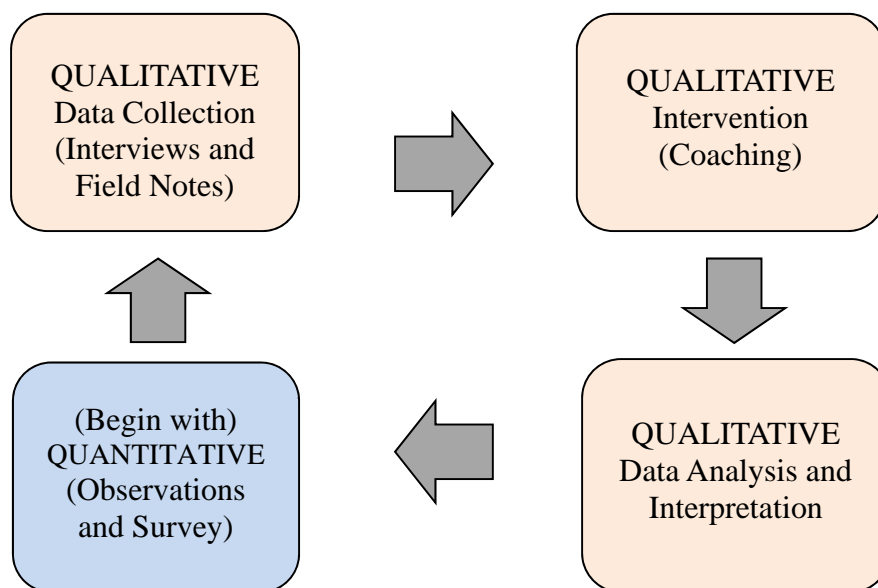 QUALITATIVE
Data Collection
(Interviews and
Field Notes)
QUALITATIVE
Intervention
(Coaching)
(Begin with)
QUANTITATIVE
(Observations
and Survey)
QUALITATIVE
Data Analysis and
Interpretation